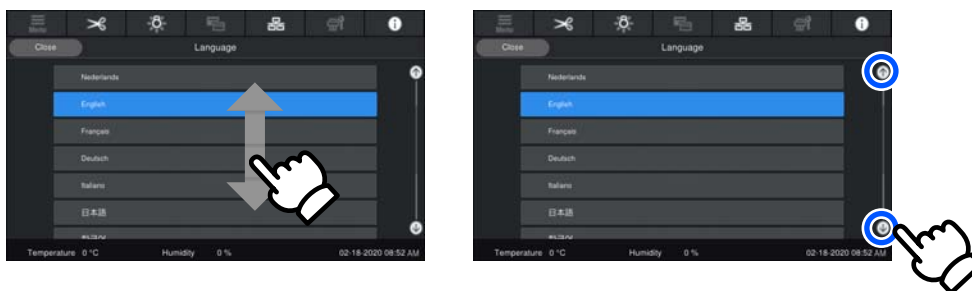 Menu
Close
Language
Nederlands
English
Français
Deutsch
Italiano
日本語
Temperature 0 °C Humidity 0 % 02-18-2020 08:52 AM
Menu
Close
Language
Nederlands
English
Français
Deutsch
Italiano
日本語
Temperature 0 °C Humidity 0 % 02-18-2020 08:52 AM